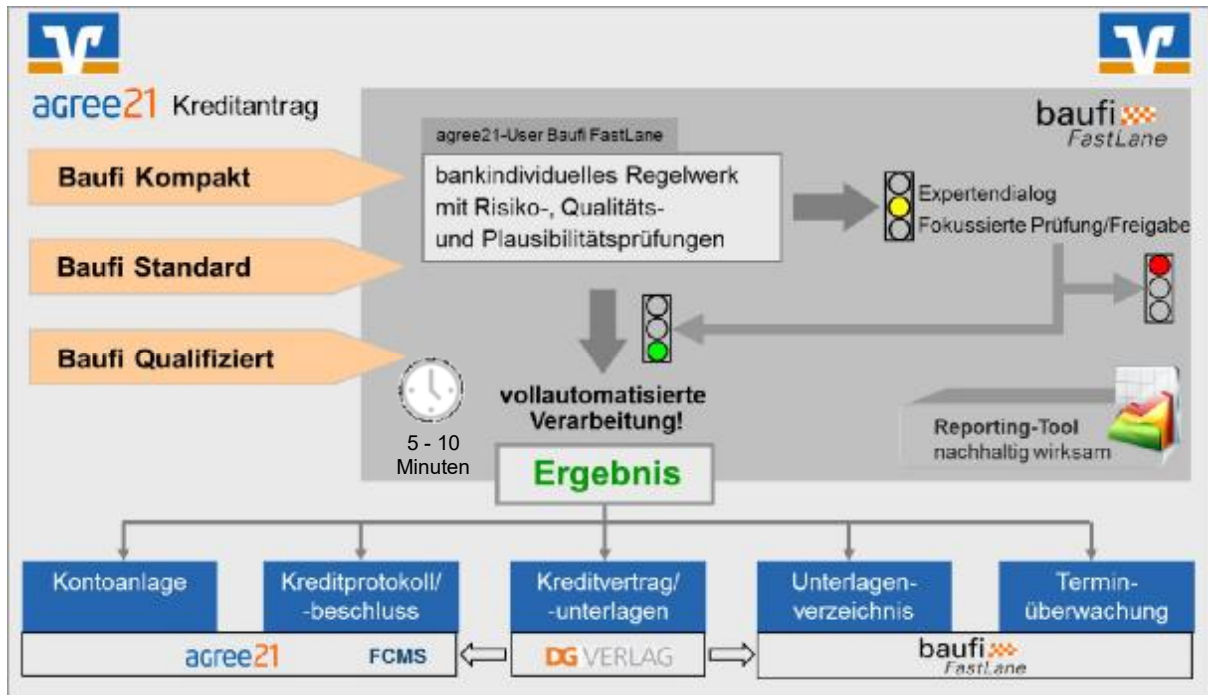 agree21 Kreditantrag
baufi
FastLane
Baufi Kompakt
Baufi Standard
Baufi Qualifiziert
agree21-User Baufi FastLane
bankindividuelles Regelwerk
mit Risiko-, Qualitäts-
und Plausibilitätsprüfungen
Expertendialog
Fokussierte Prüfung/Freigabe
5 - 10
Minuten
vollautomatisierte
Verarbeitung!
Reporting-Tool
nachhaltig wirksam
Ergebnis
Kontoanlage
Kreditprotokoll/
-beschluss
Kreditvertrag/
-unterlagen
Unterlagen-
verzeichnis
Termin-
überwachung
agree21
FCMS
DG VERLAG
baufi
FastLane